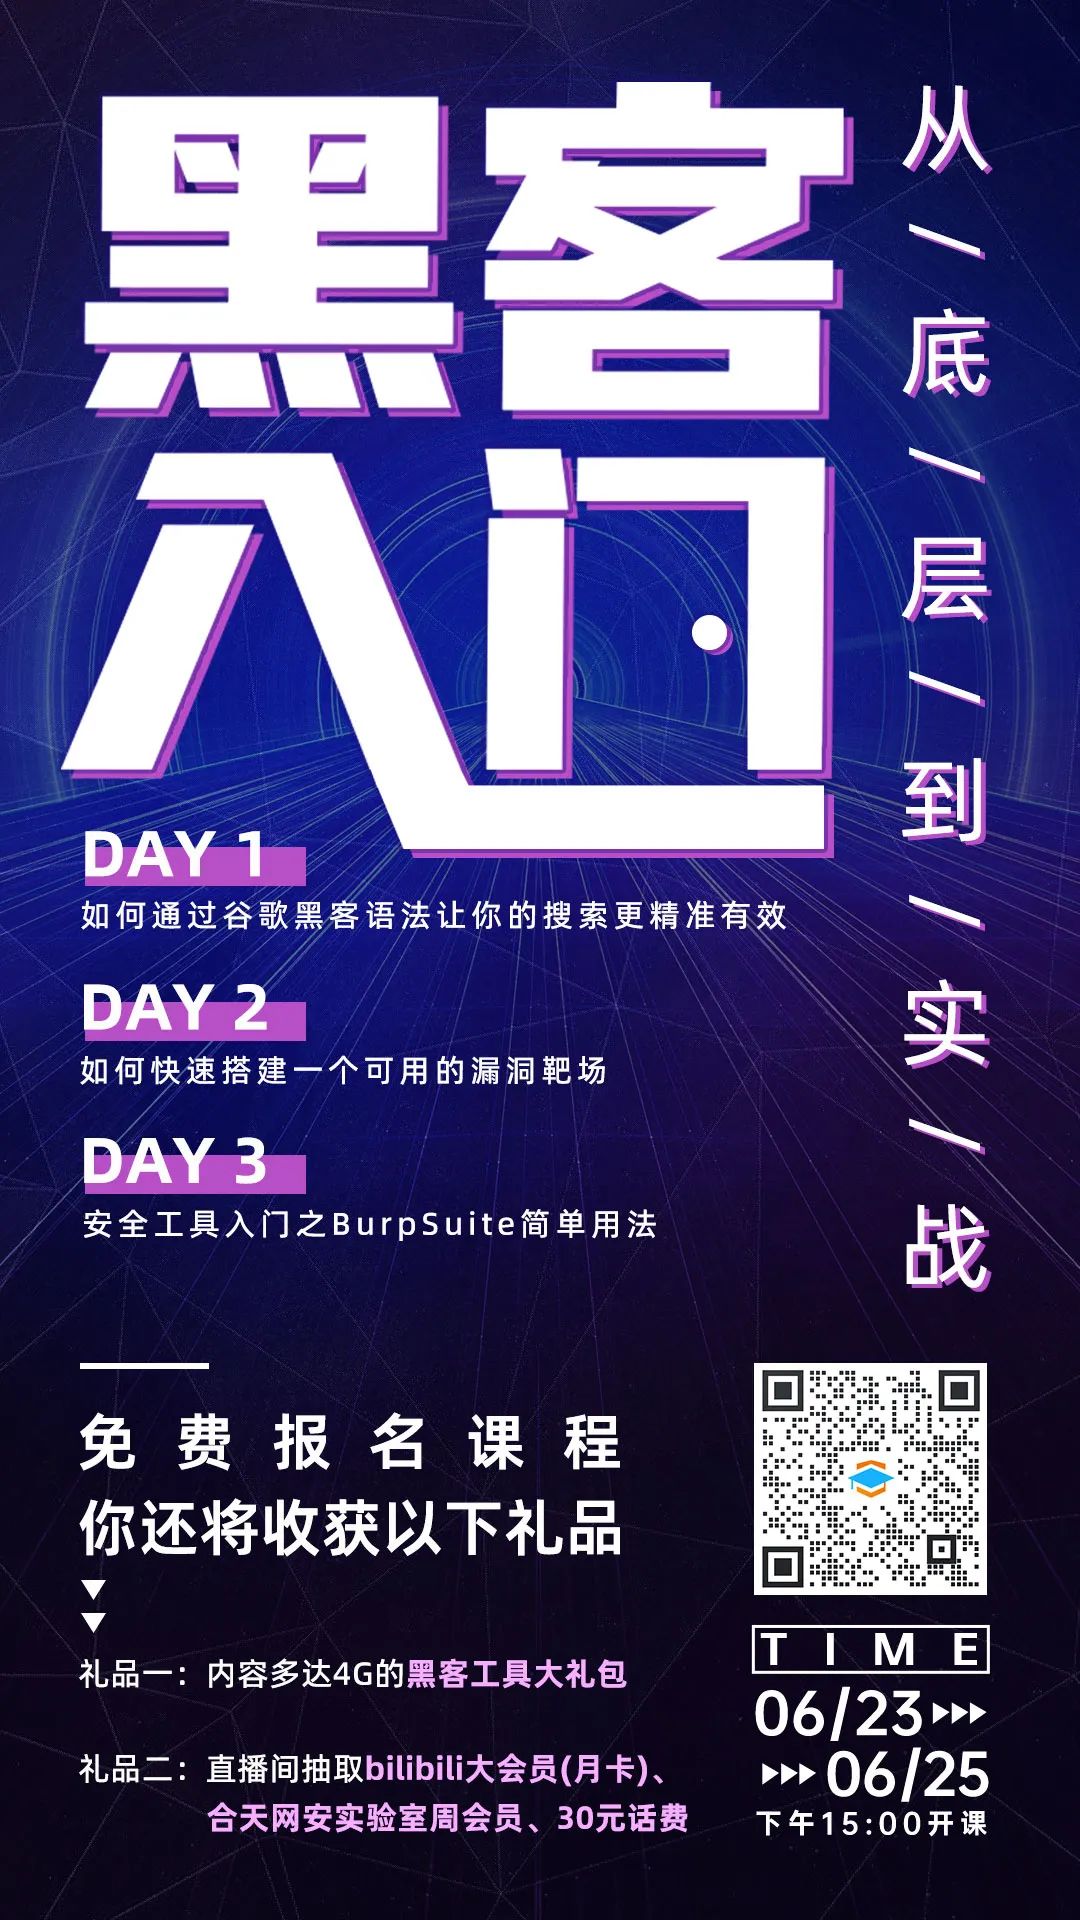 黑客
入门
从/底/层/到/实/战
DAY 1
如何通过谷歌黑客语法让你的搜索更精准有效
DAY 2
如何快速搭建一个可用的漏洞靶场
DAY 3
安全工具入门之BurpSuite简单用法
免费报名课程
你还将收获以下礼品
礼品一：内容多达4G的黑客工具大礼包
礼品二：直播间抽取bilibili大会员(月卡)、
合天网安实验室周会员、30元话费
TIME
06/23
06/25
下午15:00开课